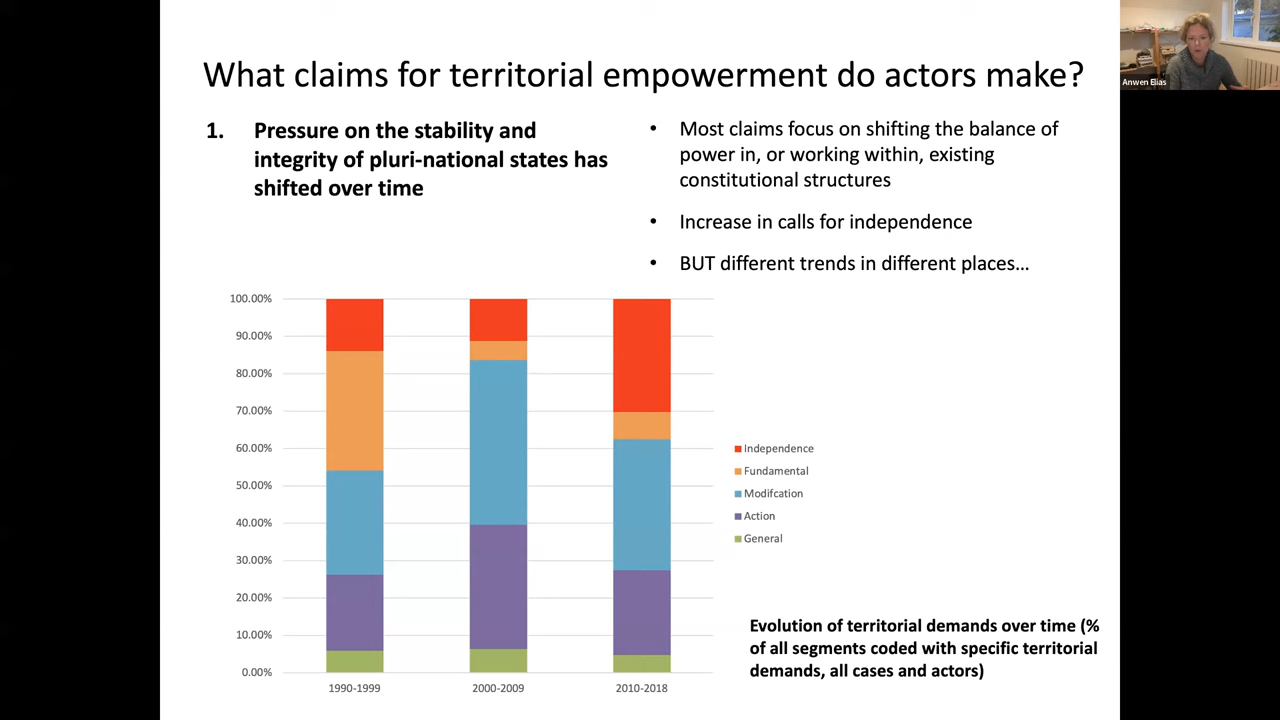 What claims for territorial empowerment do actors make?
Anwen Elias
1. Pressure on the stability and
integrity of pluri-national states has
shifted over time
• Most claims focus on shifting the balance of
power in, or working within, existing
constitutional structures
• Increase in calls for independence
• BUT different trends in different places…
100.00%
90.00%
80.00%
70.00%
60.00%
50.00%
40.00%
30.00%
20.00%
10.00%
0.00%
1990-1999
2000-2009
2010-2018
Independence
Fundamental
Modifcation
Action
General
Evolution of territorial demands over time (%
of all segments coded with specific territorial
demands, all cases and actors)